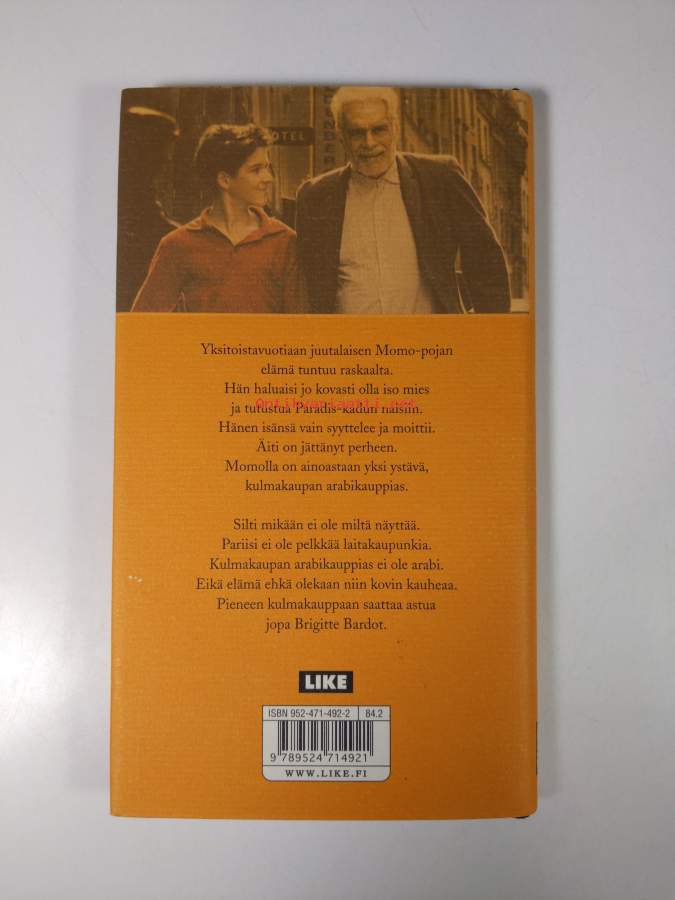 HOTEL
Yksitoistavuotiaan juutalaisen Momo-pojan
elämä tuntuu raskaalta.
Hän haluaisi jo kovasti olla iso mies
Antikvariaatti.net
ja tutustua Paradis-kadun naisiin.
Hänen isänsä vain syyttelee ja moittii.
Äiti on jättänyt perheen.
Momolla on ainoastaan yksi ystävä,
kulmakaupan arabikauppias.
Silti mikään ei ole miltä näyttää.
Pariisi ei ole pelkkää laitakaupunkia.
Kulmakaupan arabikauppias ei ole arabi.
Eikä elämä ehkä olekaan niin kovin kauheaa.
Pieneen kulmakauppaan saattaa astua
jopa Brigitte Bardot.
LIKE
ISBN 952-471-492-2 84.2
9 789524 714921
WWW.LIKE.FI